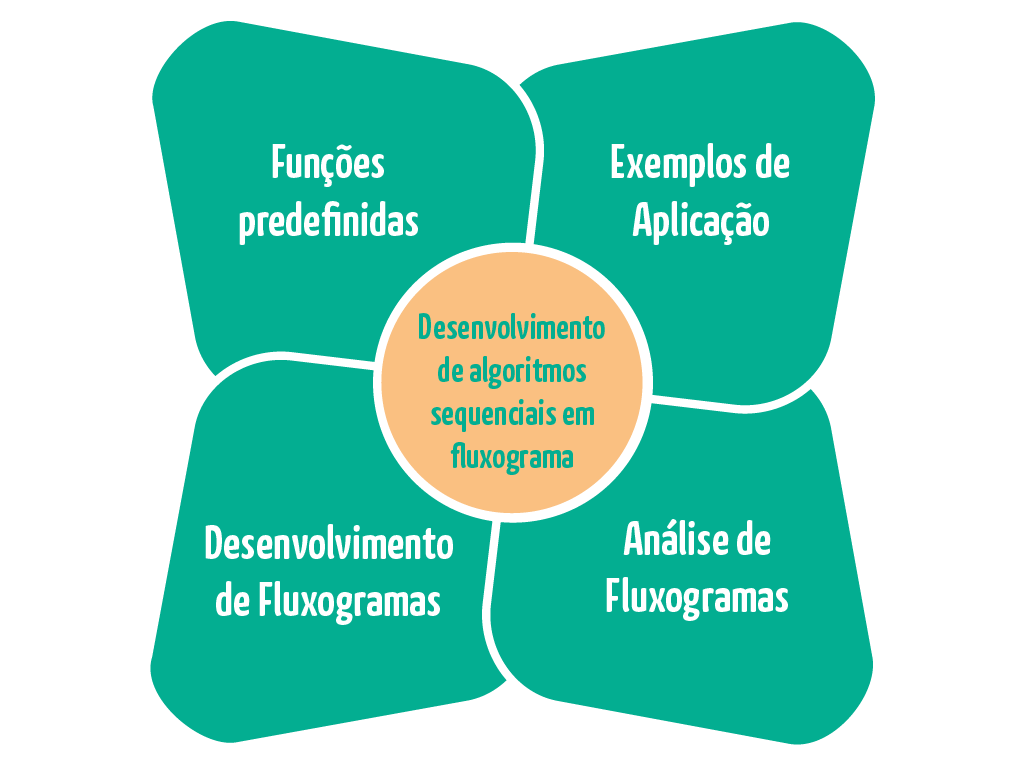 Funções
predefinidas
Exemplos de
Aplicação
Desenvolvimento
de algoritmos
sequenciais em
fluxograma
Desenvolvimento
de Fluxogramas
Análise de
Fluxogramas